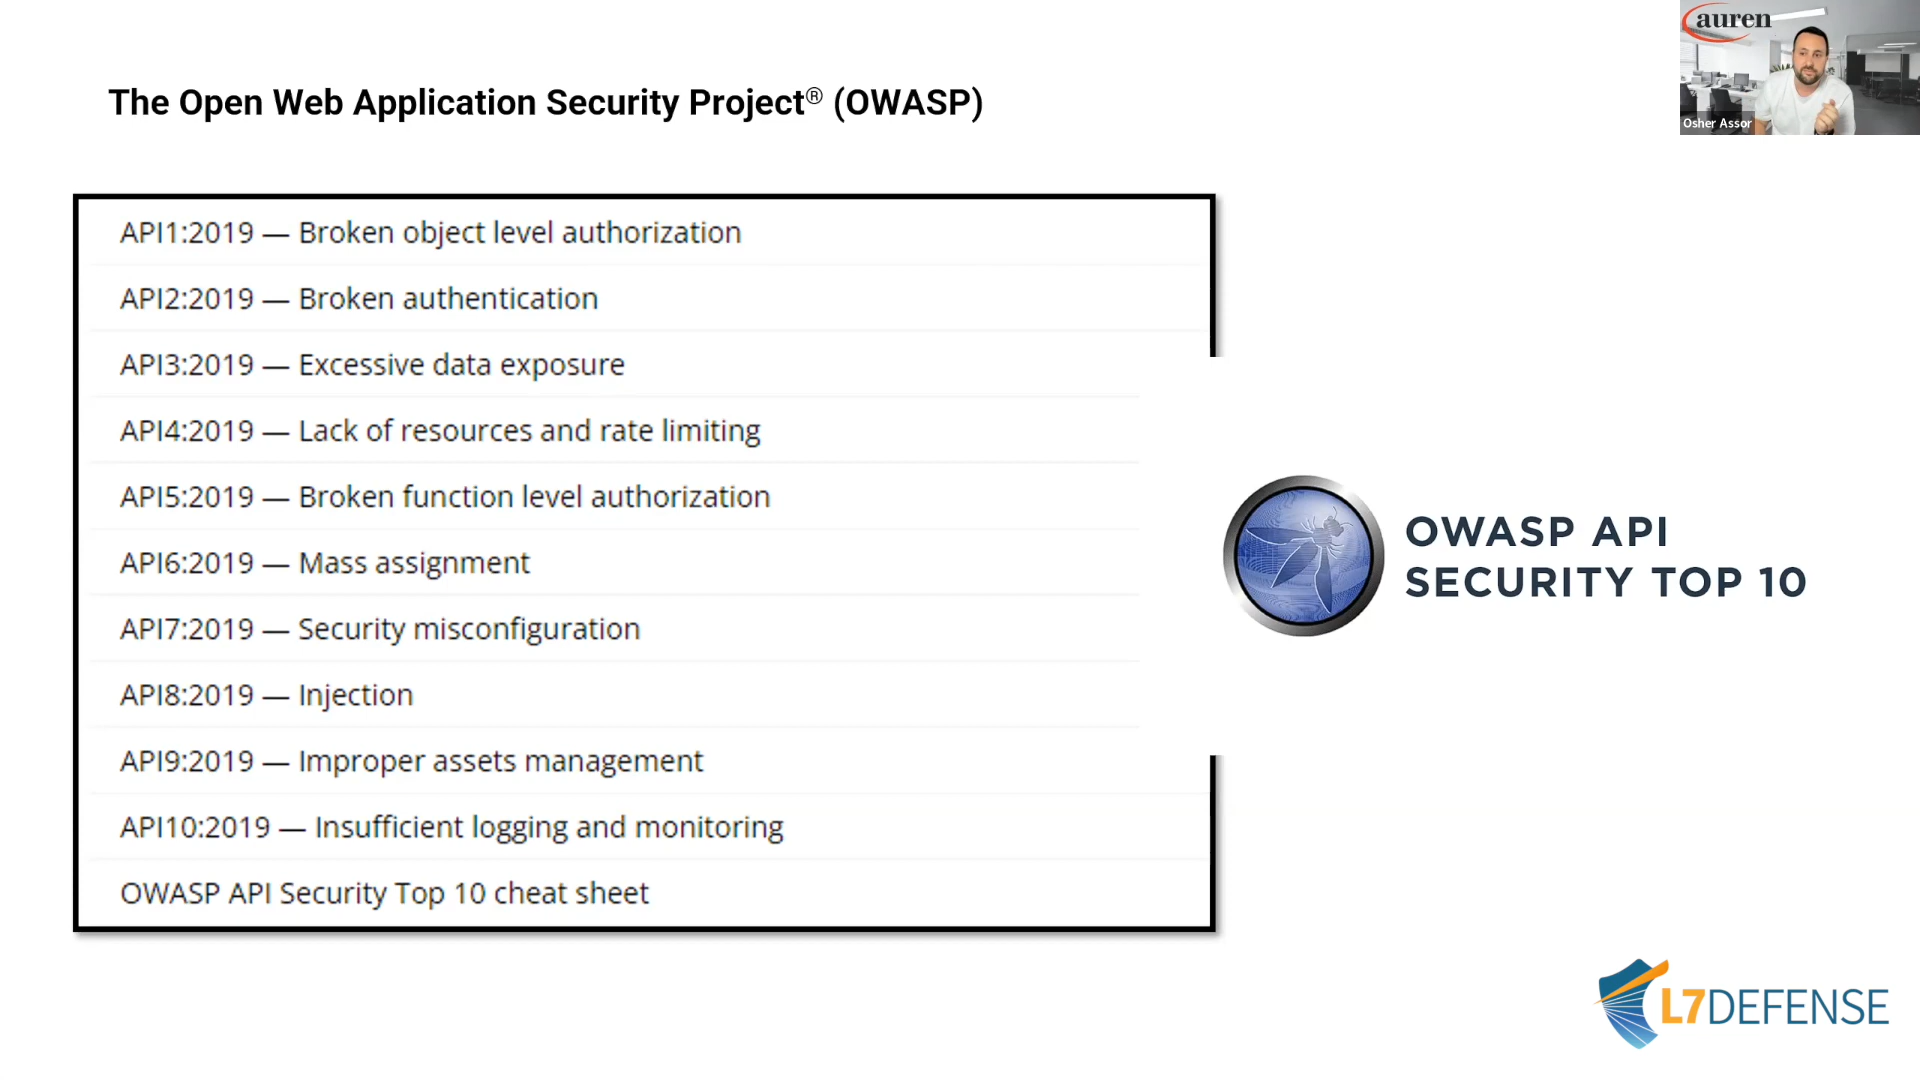 auren
Osher Assor
The Open Web Application Security Project® (OWASP)
API1:2019 — Broken object level authorization
API2:2019 — Broken authentication
API3:2019 — Excessive data exposure
API4:2019 — Lack of resources and rate limiting
API5:2019 — Broken function level authorization
API6:2019 — Mass assignment
API7:2019 — Security misconfiguration
API8:2019 — Injection
API9:2019 — Improper assets management
API10:2019 — Insufficient logging and monitoring
OWASP API Security Top 10 cheat sheet
OWASP API
SECURITY TOP 10
L7DEFENSE